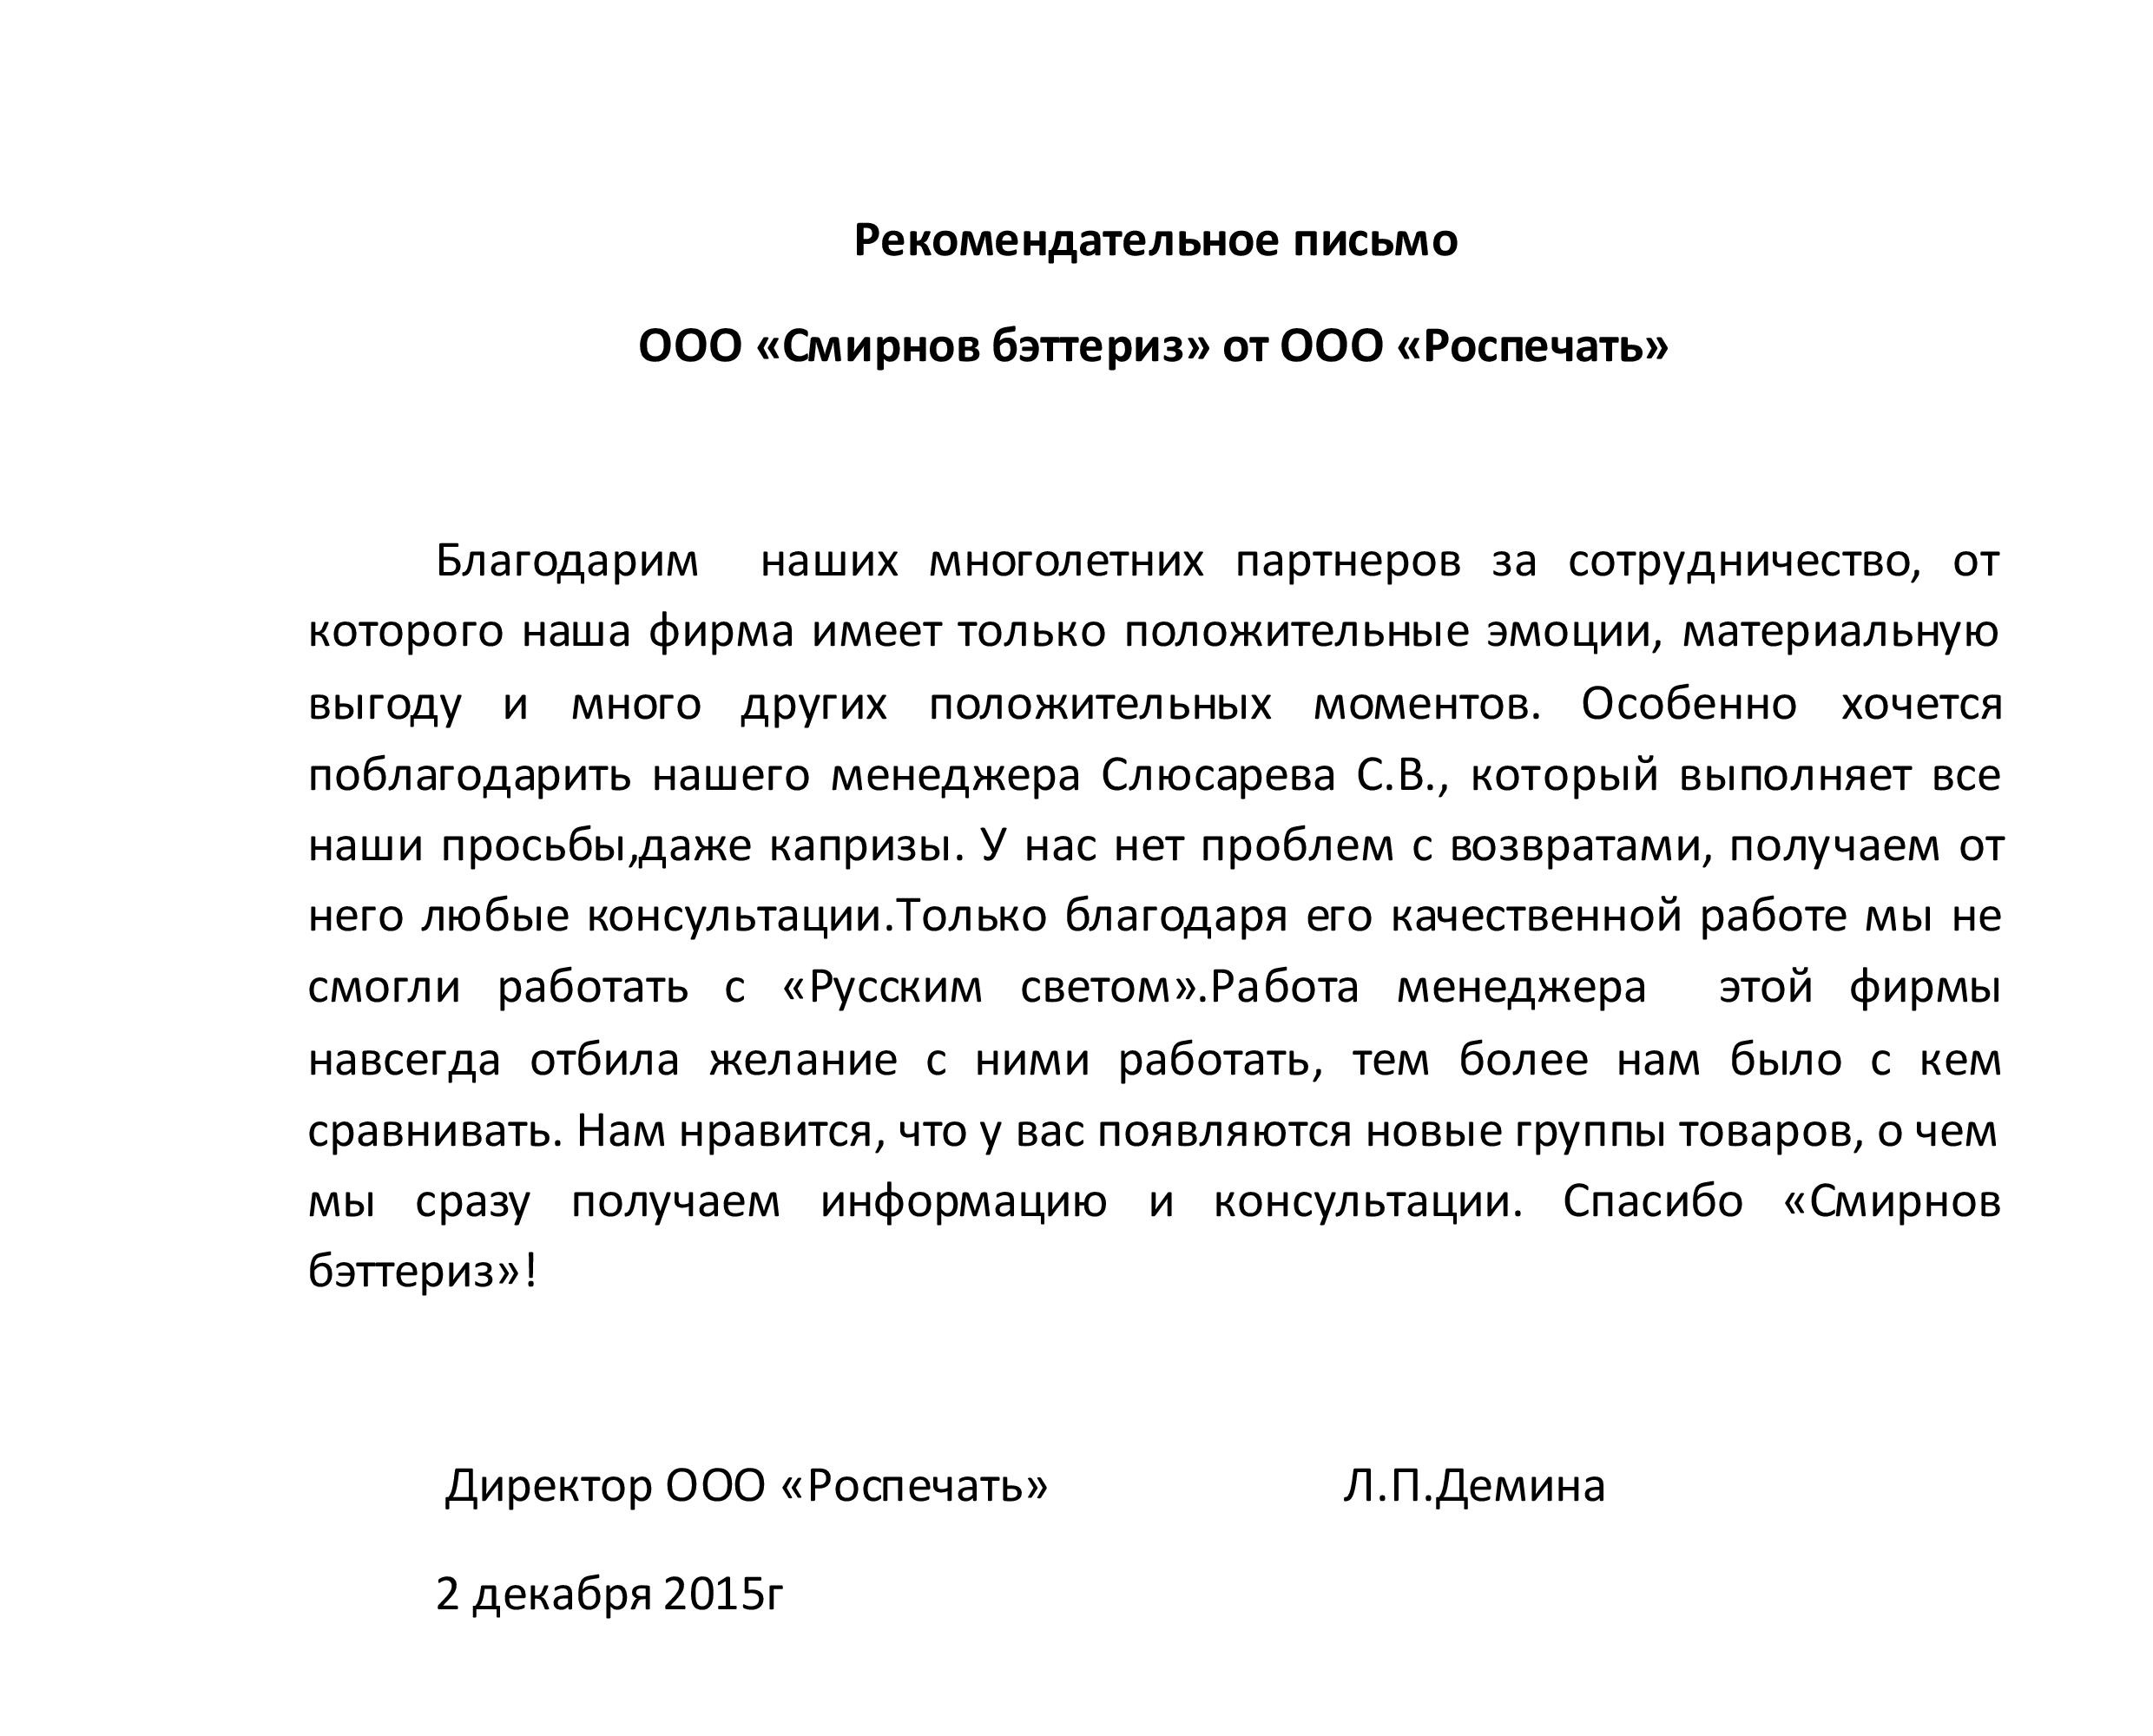 Рекомендательное письмо
ООО «Смирнов бэттериз» от ООО «Роспечать»
Благодарим наших многолетних партнеров за сотрудничество, от
которого наша фирма имеет только положительные эмоции, материальную
выгоду и много других положительных моментов. Особенно хочется
поблагодарить нашего менеджера Слюсарева С.В., который выполняет все
наши просьбы,даже капризы. У нас нет проблем с возвратами, получаем от
него любые консультации.Только благодаря его качественной работе мы не
смогли работать с «Русским светом».Работа менеджера этой фирмы
навсегда отбила желание с ними работать, тем более нам было с кем
сравнивать. Нам нравится, что у вас появляются новые группы товаров, о чем
мы сразу получаем информацию и консультации. Спасибо «Смирнов
бэттериз»!
Директор ООО «Роспечать» Л.П.Демина
2 декабря 2015г